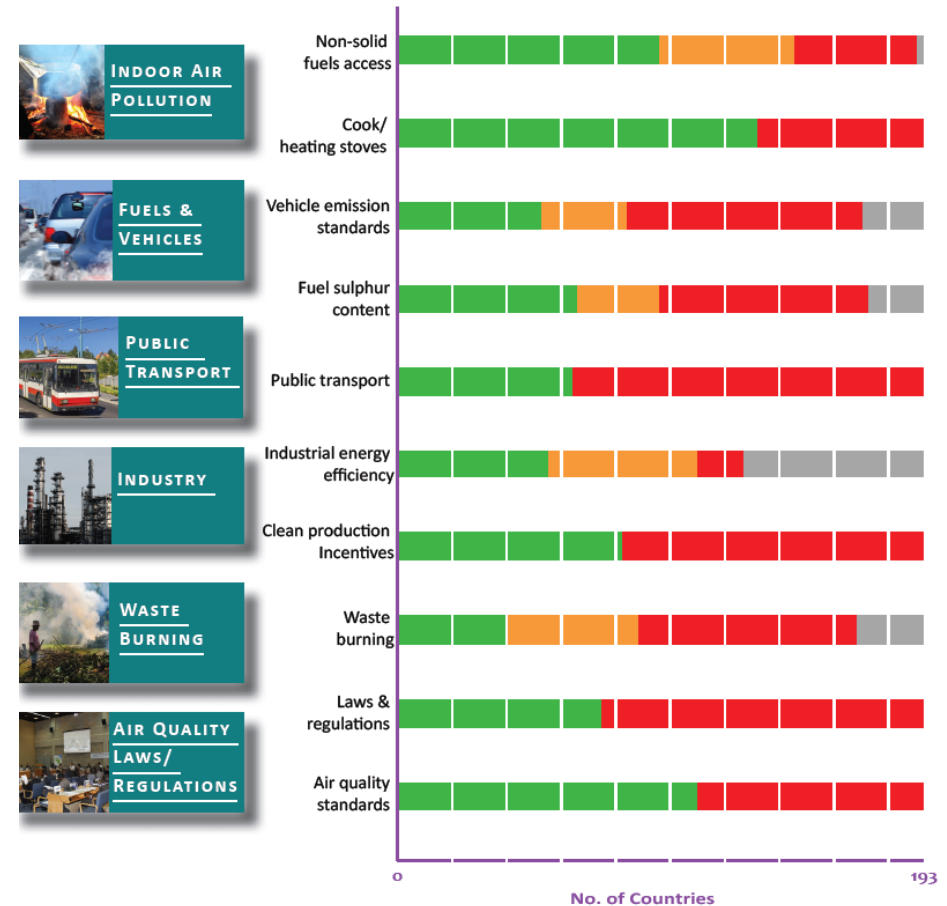 INDOOR AIR
POLLUTION
FUELS &
VEHICLES
PUBLIC
TRANSPORT
INDUSTRY
WASTE
BURNING
AIR QUALITY
LAWS/
REGULATIONS
Non-solid
fuels access
Cook/
heating stoves
Vehicle emission
standards
Fuel sulphur
content
Public transport
Industrial energy
efficiency
Clean production
Incentives
Waste
burning
Laws &
regulations
Air quality
standards
0
193
No. of Countries